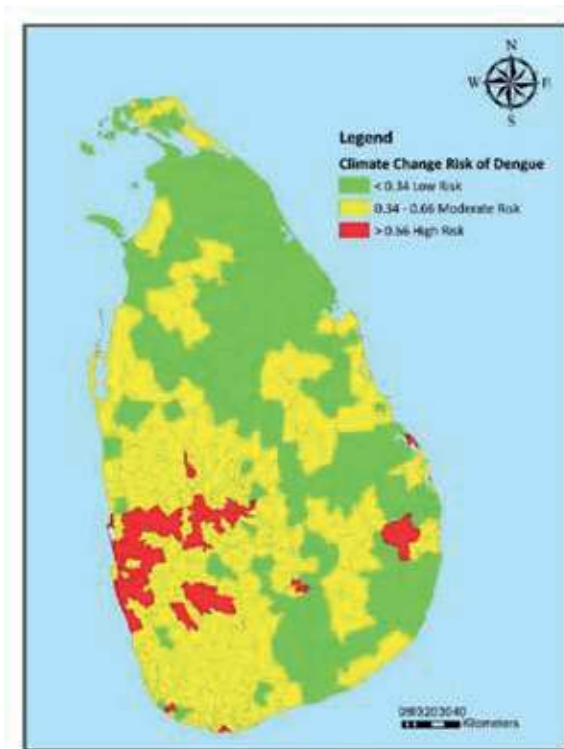 N
W E
S
Legend
Climate Change Risk of Dengue
< 0.34 Low Risk
0.34 - 0.66 Moderate Risk
> 0.66 High Risk
Kilometers